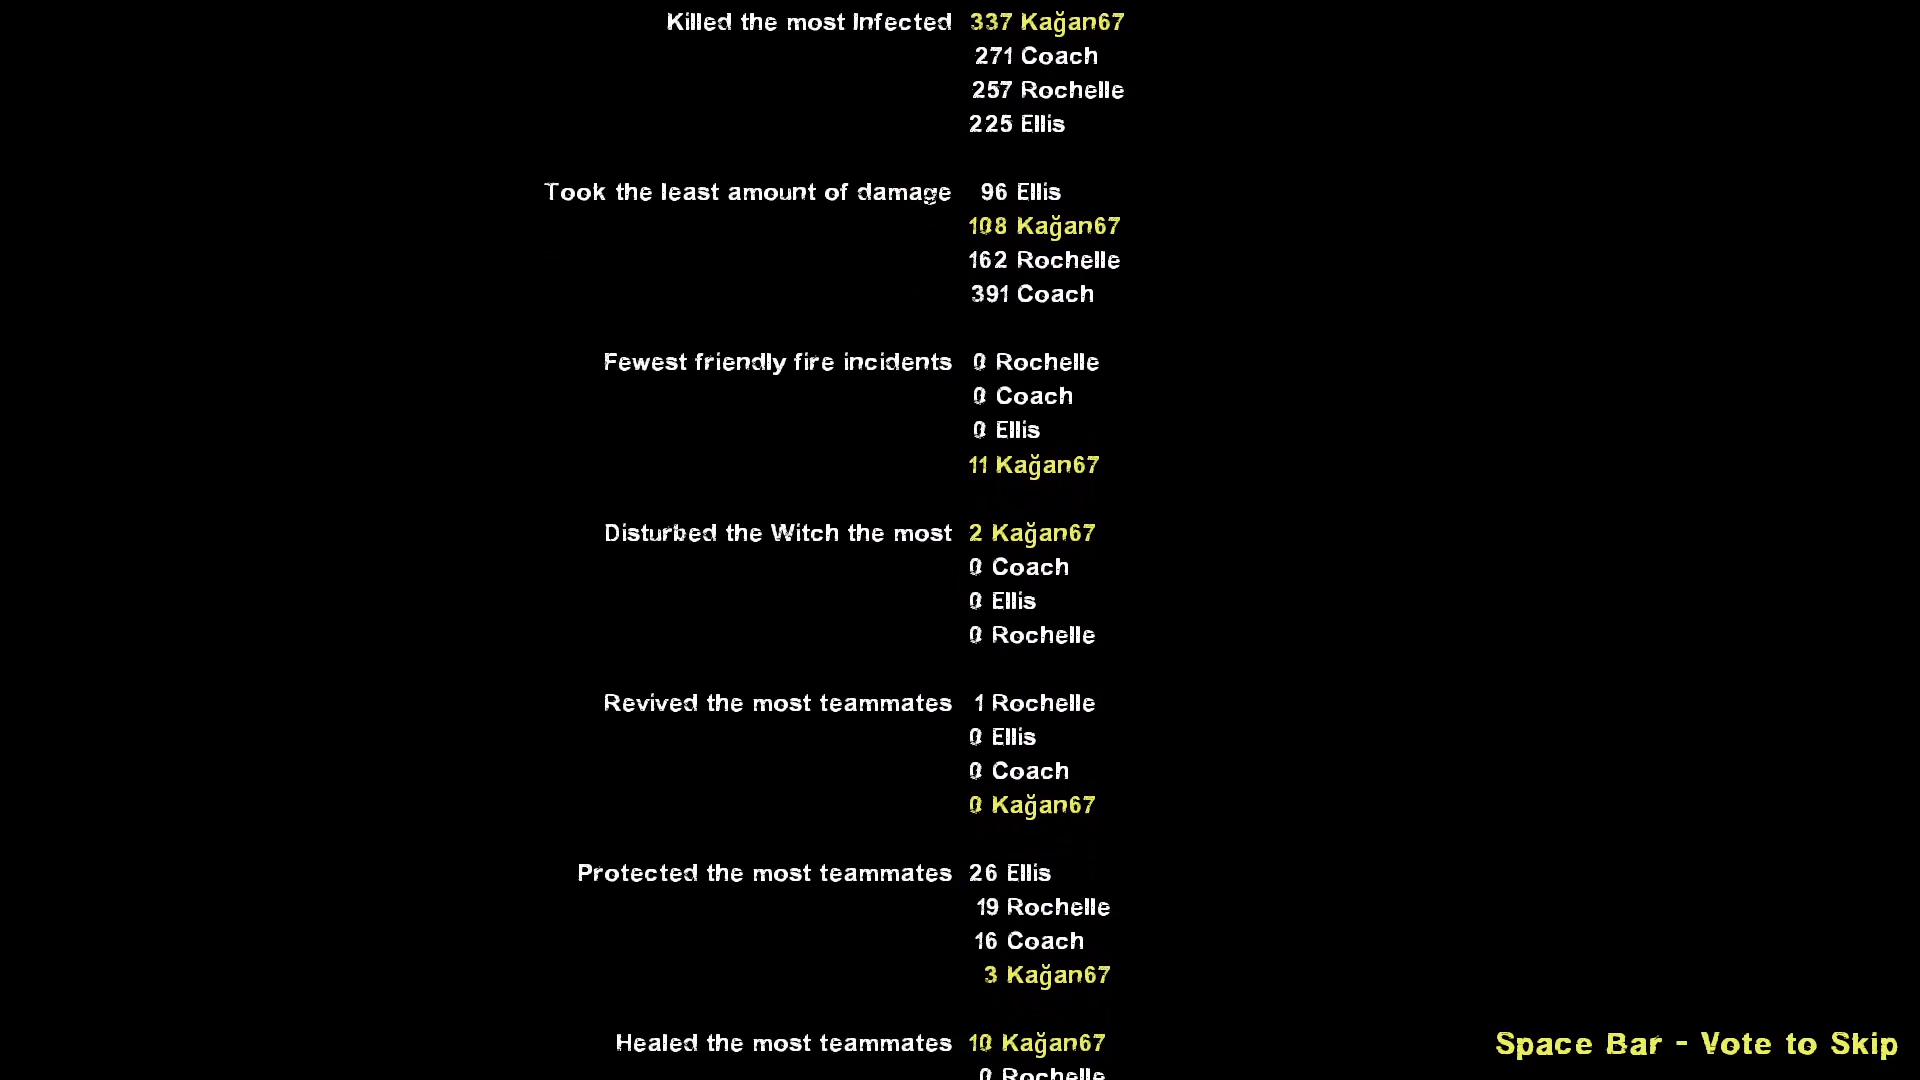 Killed the most Infected 337 Kağan67
271 Coach
257 Rochelle
225 Ellis
Took the least amount of damage 96 Ellis
108 Kağan67
162 Rochelle
391 Coach
Fewest friendly fire incidents 0 Rochelle
0 Coach
0 Ellis
11 Kağan67
Disturbed the Witch the most 2 Kağan67
0 Coach
0 Ellis
0 Rochelle
Revived the most teammates 1 Rochelle
0 Ellis
0 Coach
0 Kağan67
Protected the most teammates 26 Ellis
19 Rochelle
16 Coach
3 Kağan67
Healed the most teammates 10 Kağan67
0 Rochelle
Space Bar - Vote to Skip